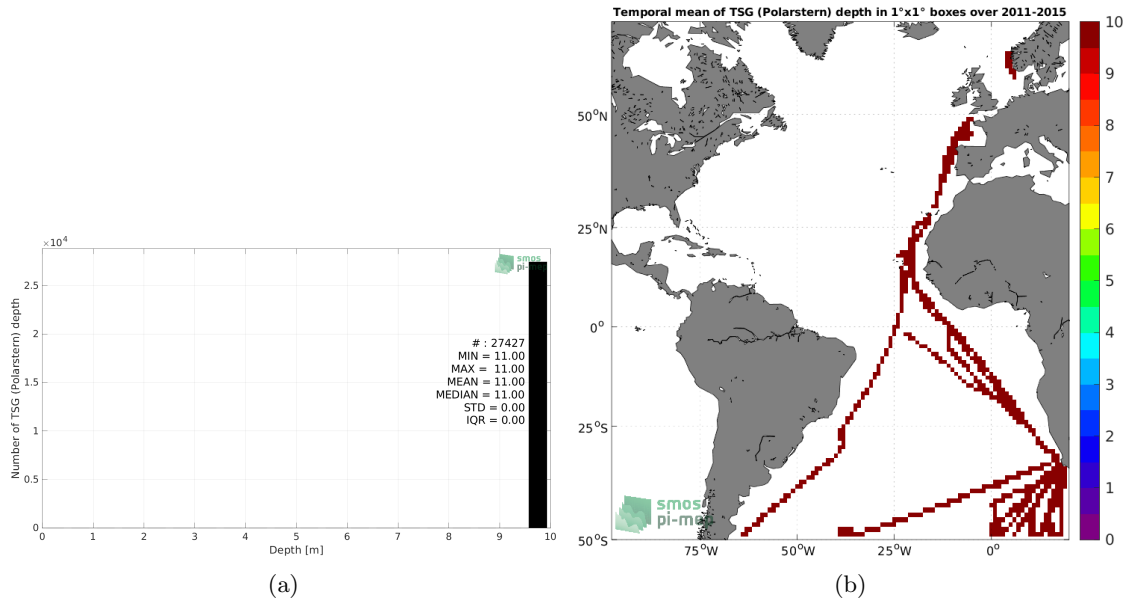 ×10⁴
2.5
2
1.5
1
0.5
0
Number of TSG (Polarstern) depth
smos
pi-map
# : 27427
MIN = 11.00
MAX = 11.00
MEAN = 11.00
MEDIAN = 11.00
STD = 0.00
IQR = 0.00
0 1 2 3 4 5 6 7 8 9 10
Depth [m]
(a)
Temporal mean of TSG (Polarstern) depth in 1°x1° boxes over 2011-2015
50°N
25°N
0°
25°S
50°S
75°W 50°W 25°W 0°
smos
pi-map
10
9
8
7
6
5
4
3
2
1
0
(b)